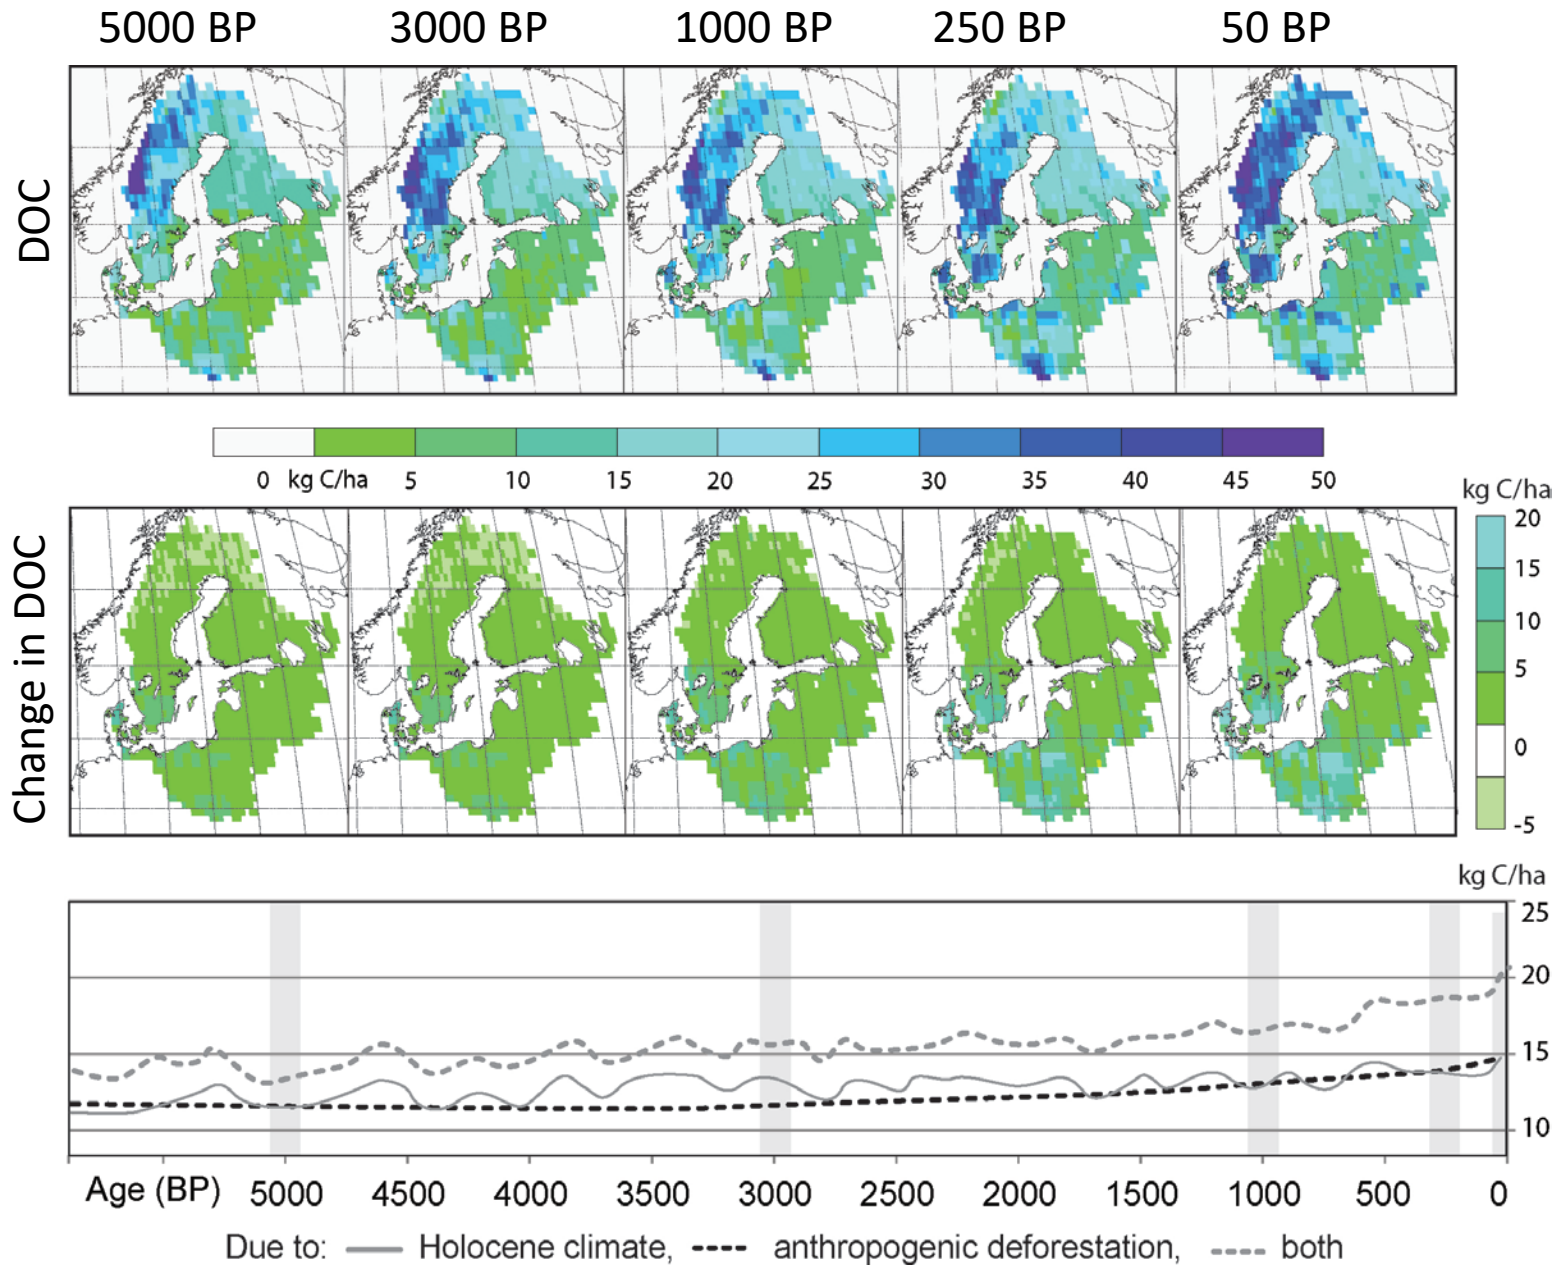 5000 BP 3000 BP 1000 BP 250 BP 50 BP
DOC
0 kg C/ha 5 10 15 20 25 30 35 40 45 50
kg C/ha
Change in DOC
20
15
10
5
0
-5
kg C/ha
25
20
15
10
Age (BP) 5000 4500 4000 3500 3000 2500 2000 1500 1000 500 0
Due to: Holocene climate, anthropogenic deforestation, both